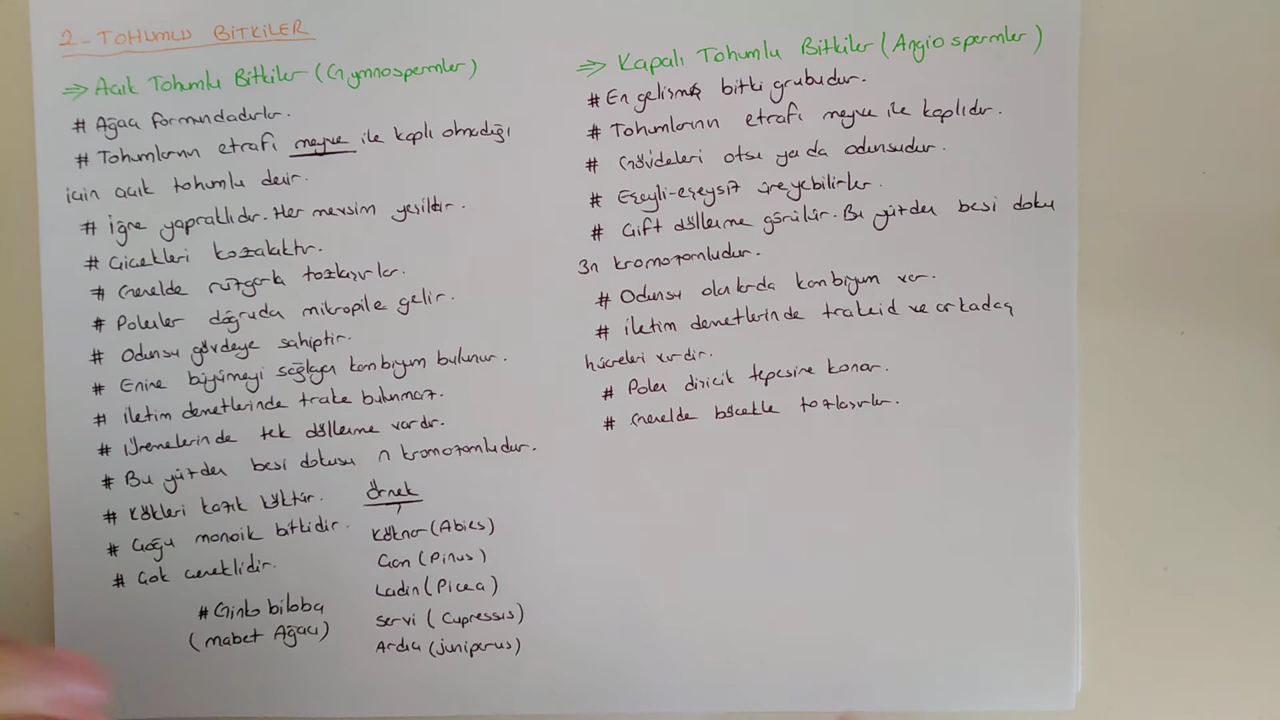 2-TOHUMLU BİTKİLER
⇒ Açık Tohumlu Bitkiler (Gymnospermler)
# Ağaç formundadırlar.
# Tohumlarının etrafı meyve ile kaplı olmadığı
için açık tohumlu denir.
# İğne yapraklıdır. Her mevsim yeşildir.
# Çiçekleri kozalaktır.
# Genelde rüzgarla tozlaşırlar.
# Polenler doğruda mikropile gelir.
# Odunsu gövdeye sahiptir.
# Enine büyümeyi sağlayan kambiyum bulunur.
# İletim demetlerinde trake bulunmaz.
# Üremelerinde tek döllenme vardır.
# Bu yüzden besi dokusu n kromozomludur.
# Kökleri kazık köktür.
# Çoğu monoik bitkidir.
# Çok çeneklidir.
# Ginko biloba
(mabet Ağacı)
Örnek
Köknar (Abies)
Çam (Pinus)
Ladin (Picea)
Servi (Cupressis)
Ardıç (juniperus)
⇒ Kapalı Tohumlu Bitkiler (Angiospermler)
# En gelişmiş bitki grubudur.
# Tohumlarının etrafı meyve ile kaplıdır.
# Gövdeleri otsu ya da odunsudur.
# Eşeyli-eşeysiz üreyebilirler.
# Çift döllenme görülür. Bu yüzden besi doku
3n kromozomludur.
# Odunsu olanlarda kambiyum var.
# İletim demetlerinde trakeid ve arkadaş
hücreleri vardır.
# Polen dişicik tepesine konar.
# Genelde böcekle tozlaşırlar.